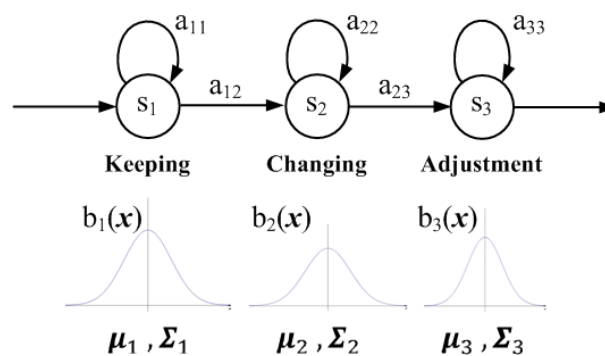 a₁₁ a₂₂ a₃₃
s₁ a₁₂ s₂ a₂₃ s₃
Keeping Changing Adjustment
b₁(x) b₂(x) b₃(x)
μ₁ , Σ₁ μ₂ , Σ₂ μ₃ , Σ₃